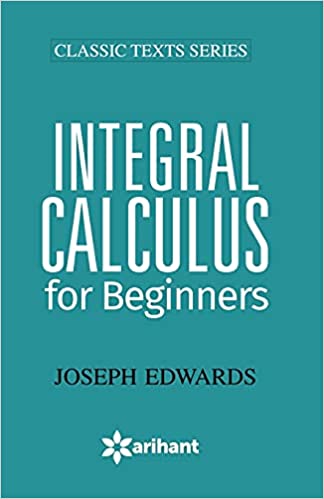 CLASSIC TEXTS SERIES
INTEGRAL
CALCULUS
for Beginners
JOSEPH EDWARDS
arihant